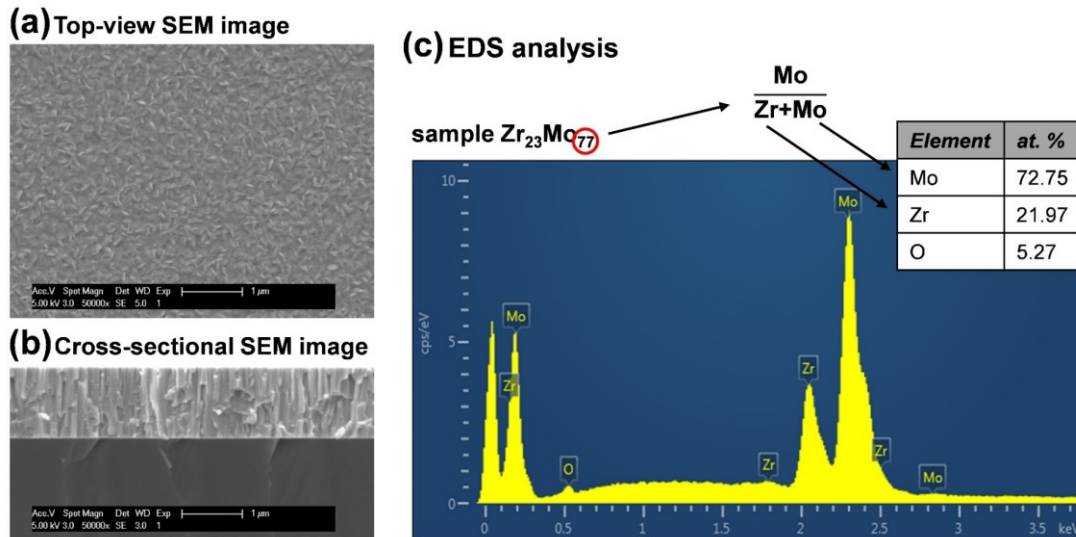 (a) Top-view SEM image
Acc.V Spot Magn Det WD Exp 1 μm
5.00 kV 3.0 50000x SE 5.0 1
(b) Cross-sectional SEM image
Acc.V Spot Magn Det WD Exp 1 μm
5.00 kV 3.0 50000x SE 3.0 1
(c) EDS analysis
Mo
Zr+Mo
sample Zr₂₃Mo₇₇
Element at. %
Mo 72.75
Zr 21.97
O 5.27
10
5
0
cps/eV
Mo
Zr
O
Zr
Zr
Mo
Zr
Mo
0 0.5 1 1.5 2 2.5 3 3.5 keV